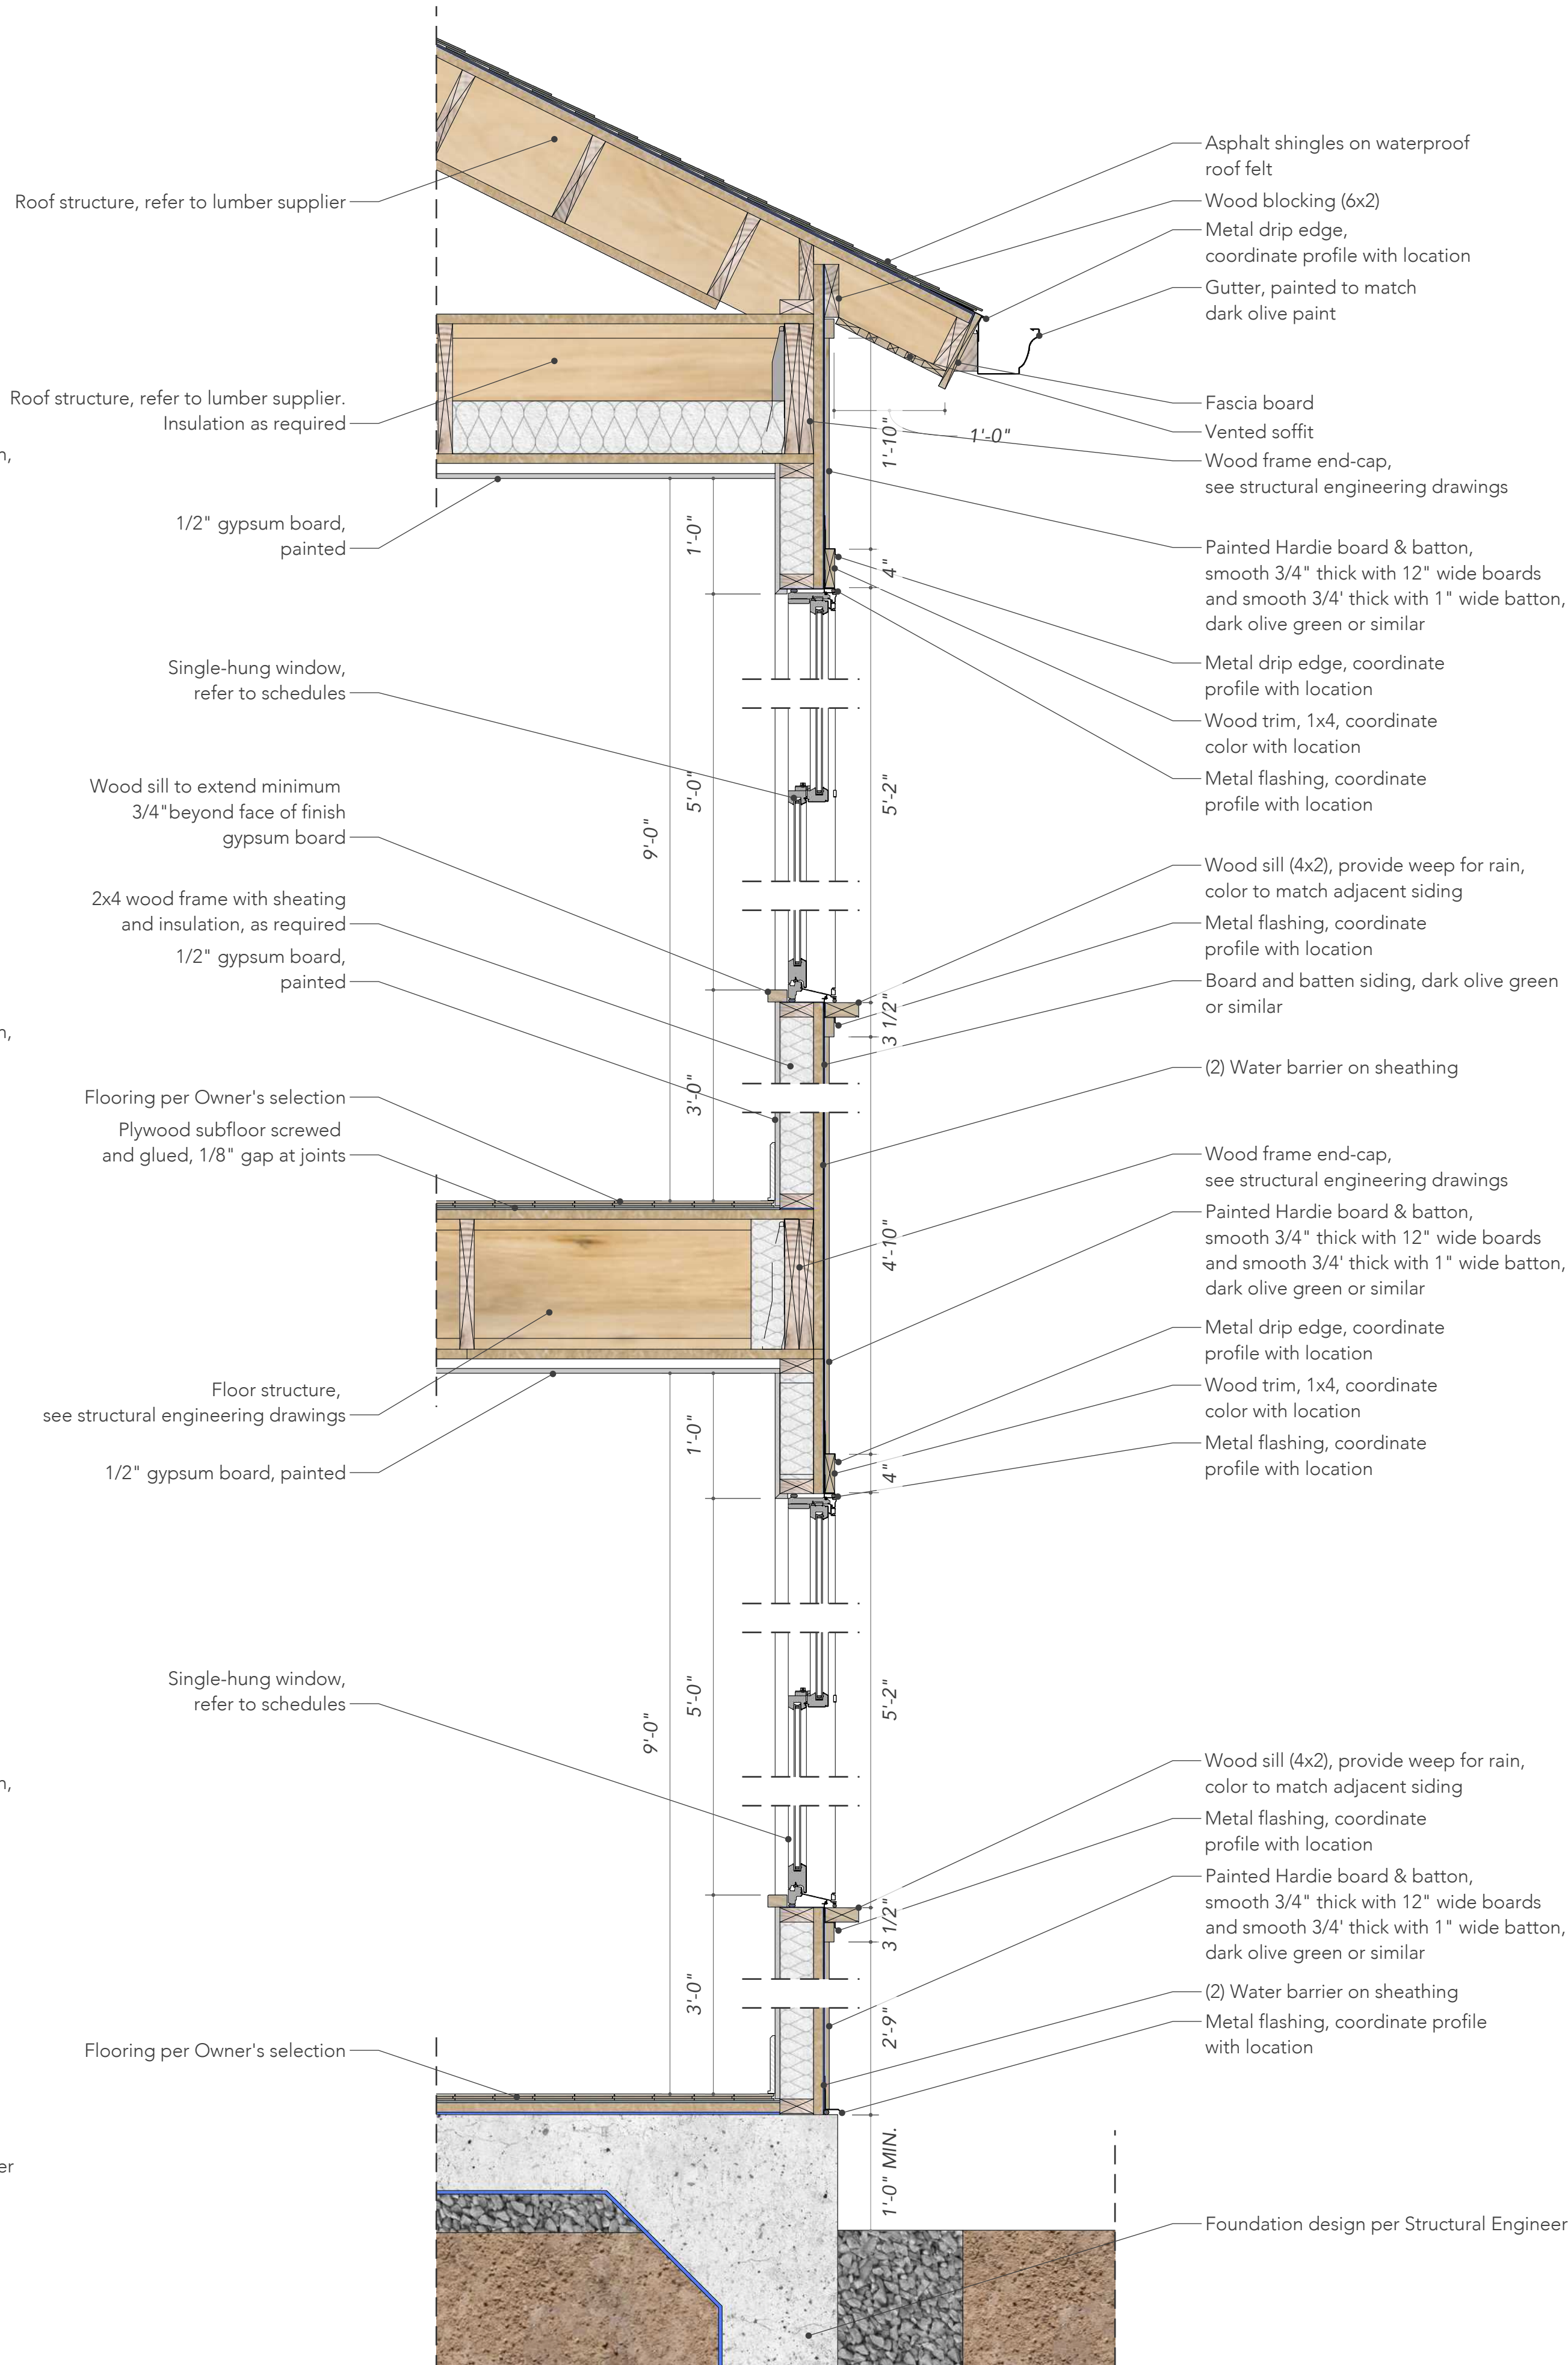 Roof structure, refer to lumber supplier
Roof structure, refer to lumber supplier.
Insulation as required
1/2" gypsum board,
painted
Single-hung window,
refer to schedules
Wood sill to extend minimum
3/4"beyond face of finish
gypsum board
2x4 wood frame with sheating
and insulation, as required
1/2" gypsum board,
painted
Flooring per Owner's selection
Plywood subfloor screwed
and glued, 1/8" gap at joints
Floor structure,
see structural engineering drawings
1/2" gypsum board, painted
Single-hung window,
refer to schedules
Flooring per Owner's selection
n,
n,
n,
er
1'-0"
5'-0"
9'-0"
3'-0"
1'-0"
5'-0"
9'-0"
3'-0"
1'-10"
1'-0"
4"
5'-2"
3 1/2"
4'-10"
4"
5'-2"
3 1/2"
2'-9"
1'-0" MIN.
Asphalt shingles on waterproof
roof felt
Wood blocking (6x2)
Metal drip edge,
coordinate profile with location
Gutter, painted to match
dark olive paint
Fascia board
Vented soffit
Wood frame end-cap,
see structural engineering drawings
Painted Hardie board & batton,
smooth 3/4" thick with 12" wide boards
and smooth 3/4' thick with 1" wide batton,
dark olive green or similar
Metal drip edge, coordinate
profile with location
Wood trim, 1x4, coordinate
color with location
Metal flashing, coordinate
profile with location
Wood sill (4x2), provide weep for rain,
color to match adjacent siding
Metal flashing, coordinate
profile with location
Board and batten siding, dark olive green
or similar
(2) Water barrier on sheathing
Wood frame end-cap,
see structural engineering drawings
Painted Hardie board & batton,
smooth 3/4" thick with 12" wide boards
and smooth 3/4' thick with 1" wide batton,
dark olive green or similar
Metal drip edge, coordinate
profile with location
Wood trim, 1x4, coordinate
color with location
Metal flashing, coordinate
profile with location
Wood sill (4x2), provide weep for rain,
color to match adjacent siding
Metal flashing, coordinate
profile with location
Painted Hardie board & batton,
smooth 3/4" thick with 12" wide boards
and smooth 3/4' thick with 1" wide batton,
dark olive green or similar
(2) Water barrier on sheathing
Metal flashing, coordinate profile
with location
Foundation design per Structural Engineer